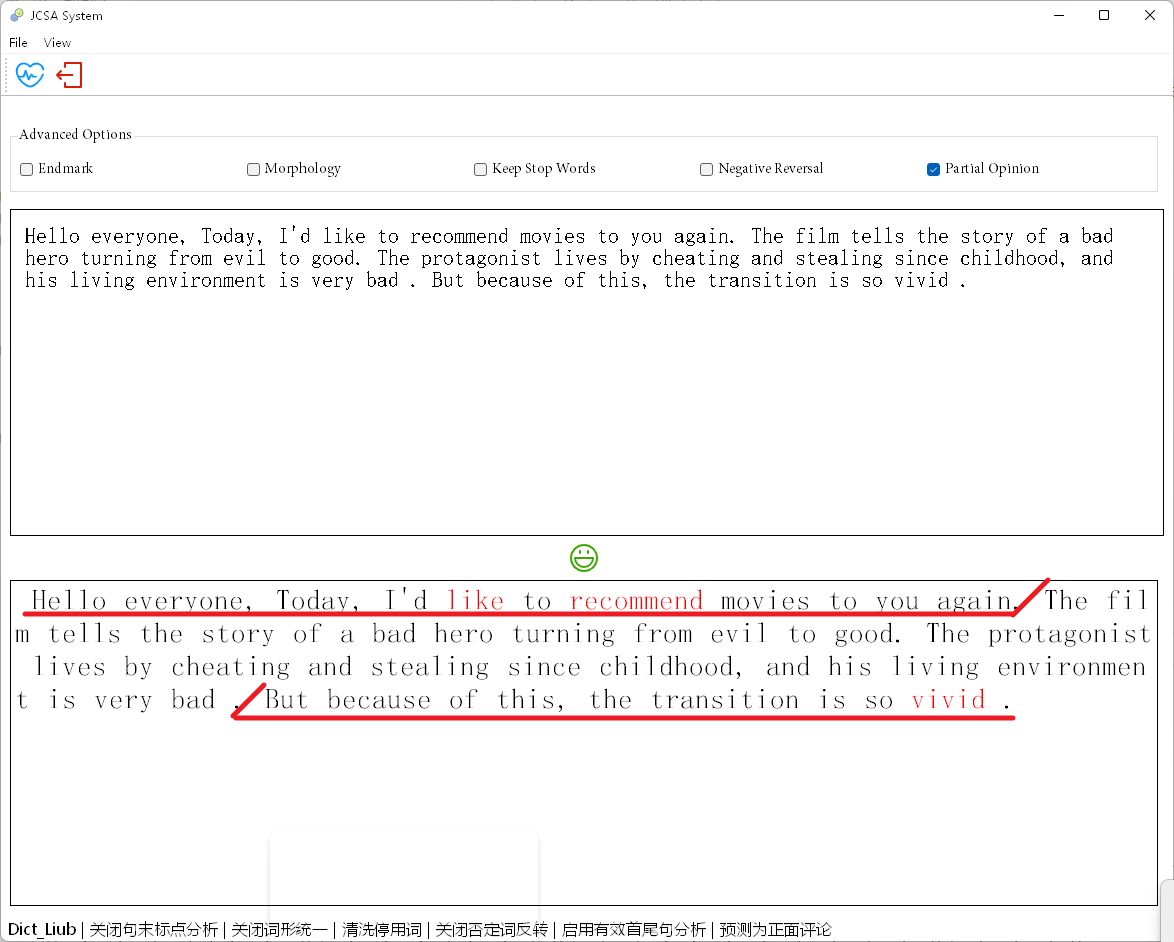 JCSA System
File View
Advanced Options
Endmark Morphology Keep Stop Words Negative Reversal Partial Opinion
Hello everyone, Today, I'd like to recommend movies to you again. The film tells the story of a bad
hero turning from evil to good. The protagonist lives by cheating and stealing since childhood, and
his living environment is very bad . But because of this, the transition is so vivid .
Hello everyone, Today, I'd like to recommend movies to you again. The fil
m tells the story of a bad hero turning from evil to good. The protagonist
lives by cheating and stealing since childhood, and his living environmen
t is very bad . But because of this, the transition is so vivid .
Dict_Liub | 关闭句末标点分析 | 关闭词形统一 | 清洗停用词 | 关闭否定词反转 | 启用有效首尾句分析 | 预测为正面评论